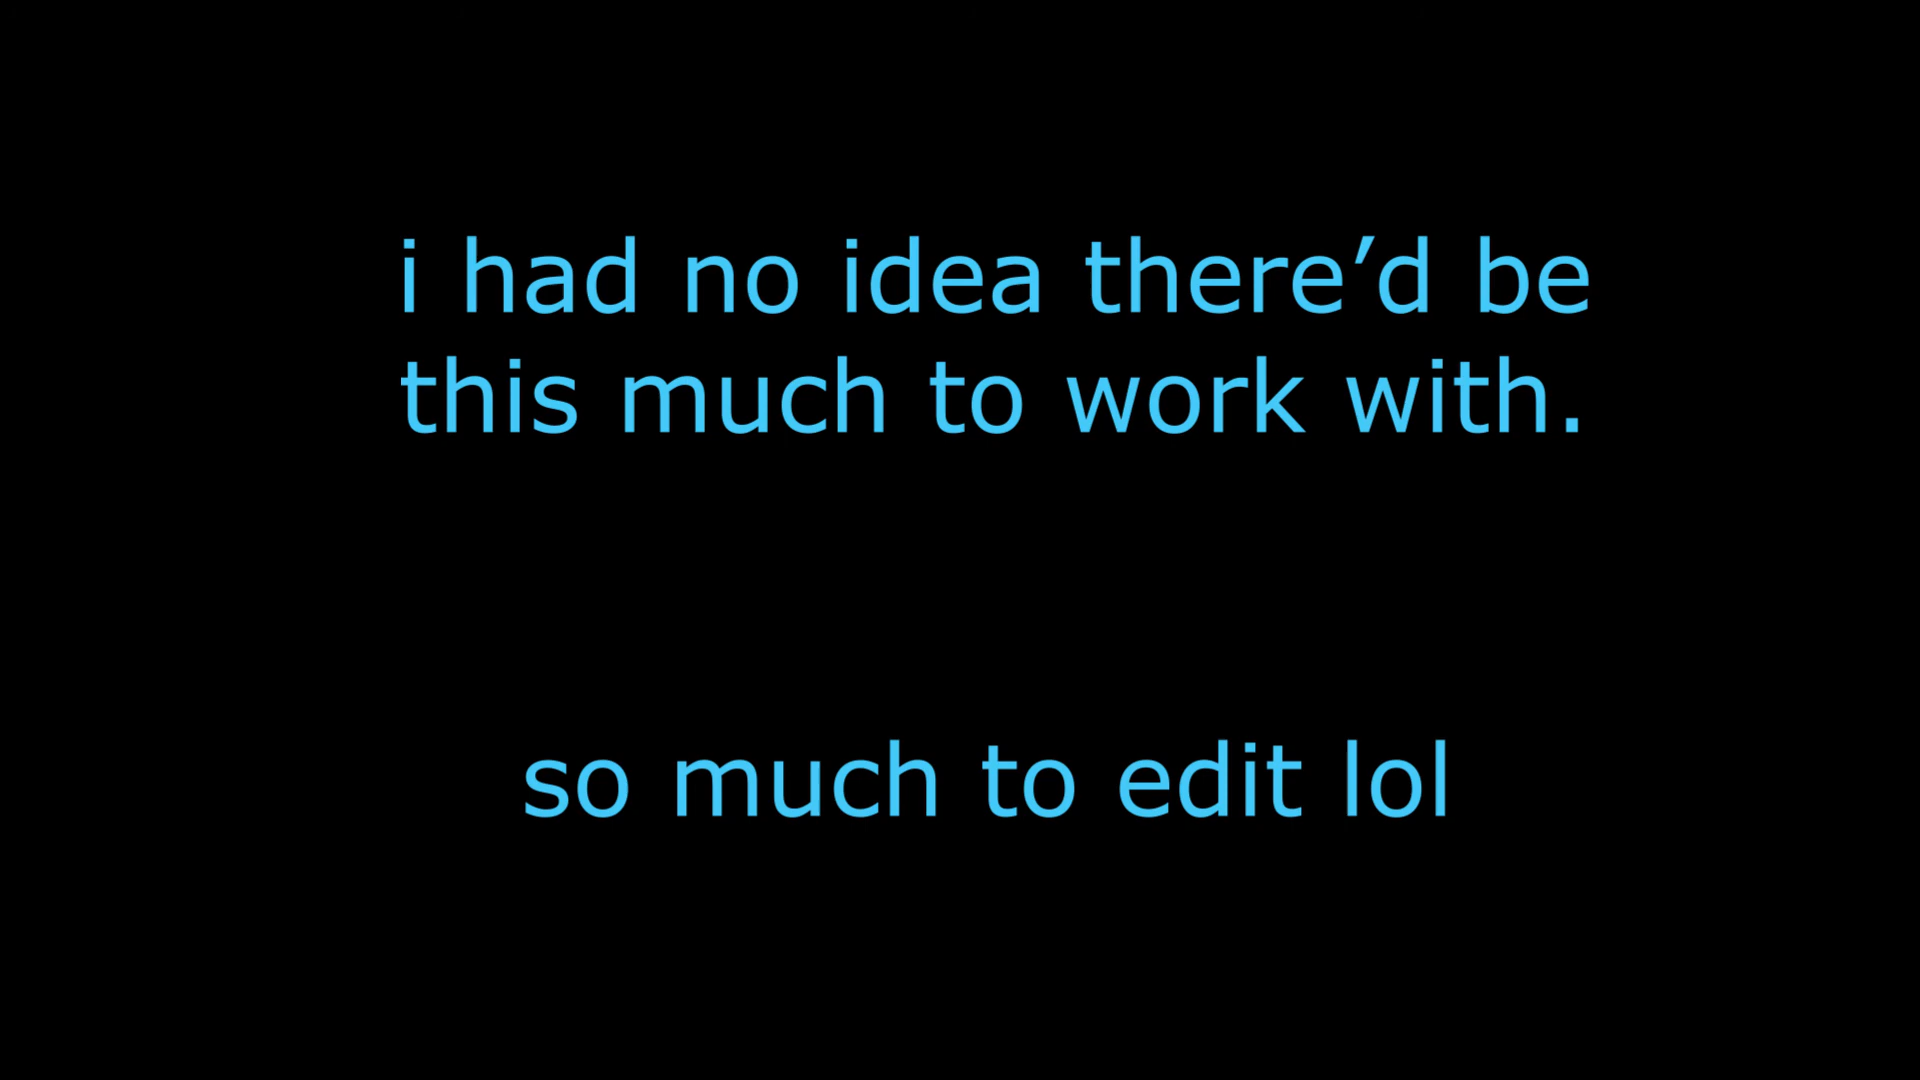 i had no idea there’d be
this much to work with.
so much to edit lol